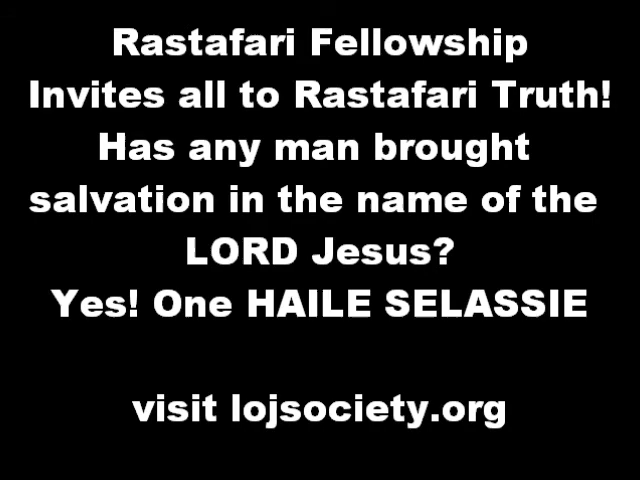 Rastafari Fellowship
Invites all to Rastafari Truth!
Has any man brought
salvation in the name of the
LORD Jesus?
Yes! One HAILE SELASSIE
visit lojsociety.org